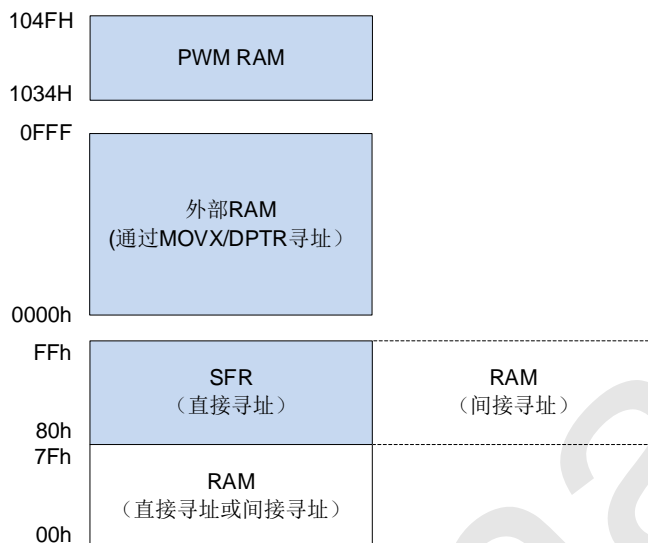 104FH
PWM RAM
1034H
0FFF
外部RAM
(通过MOVX/DPTR寻址）
0000h
FFh
SFR
（直接寻址）
RAM
（间接寻址）
80h
7Fh
RAM
（直接寻址或间接寻址）
00h